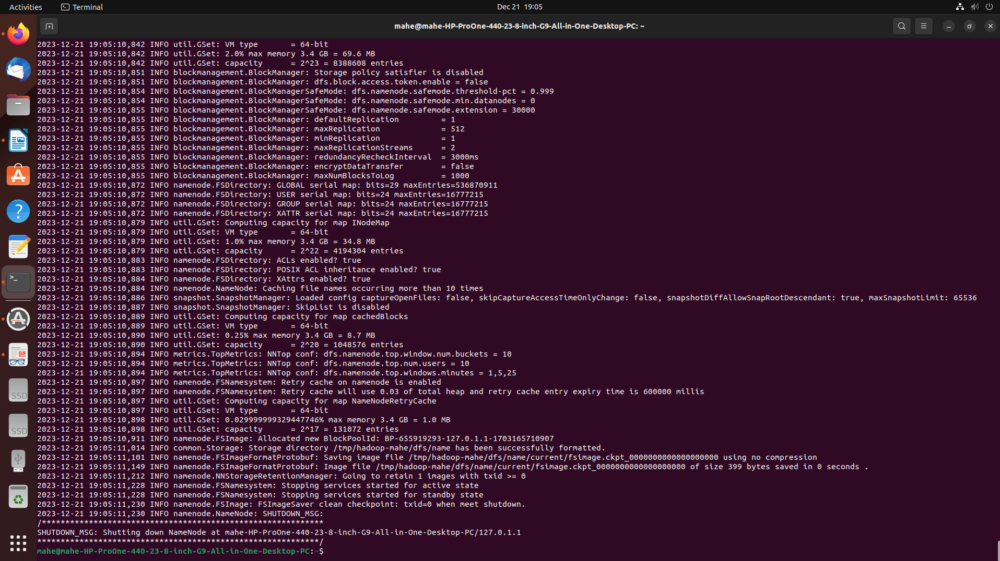 Activities
Terminal
Dec 21 19:05
mahe@mahe-HP-ProOne-440-23-8-inch-G9-All-in-One-Desktop-PC: ~
2023-12-21 19:05:10,842 INFO util.GSet: VM type       = 64-bit
2023-12-21 19:05:10,842 INFO util.GSet: 2.0% max memory 3.4 GB = 69.6 MB
2023-12-21 19:05:10,842 INFO util.GSet: capacity      = 2^23 = 8388608 entries
2023-12-21 19:05:10,851 INFO blockmanagement.BlockManager: Storage policy satisfier is disabled
2023-12-21 19:05:10,851 INFO blockmanagement.BlockManager: dfs.block.access.token.enable = false
2023-12-21 19:05:10,854 INFO blockmanagement.BlockManagerSafeMode: dfs.namenode.safemode.threshold-pct = 0.999
2023-12-21 19:05:10,854 INFO blockmanagement.BlockManagerSafeMode: dfs.namenode.safemode.min.datanodes = 0
2023-12-21 19:05:10,855 INFO blockmanagement.BlockManagerSafeMode: dfs.namenode.safemode.extension = 30000
2023-12-21 19:05:10,855 INFO blockmanagement.BlockManager: defaultReplication         = 1
2023-12-21 19:05:10,855 INFO blockmanagement.BlockManager: maxReplication             = 512
2023-12-21 19:05:10,855 INFO blockmanagement.BlockManager: minReplication             = 1
2023-12-21 19:05:10,855 INFO blockmanagement.BlockManager: maxReplicationStreams      = 2
2023-12-21 19:05:10,855 INFO blockmanagement.BlockManager: redundancyRecheckInterval  = 3000ms
2023-12-21 19:05:10,855 INFO blockmanagement.BlockManager: encryptDataTransfer        = false
2023-12-21 19:05:10,855 INFO blockmanagement.BlockManager: maxNumBlocksToLog          = 1000
2023-12-21 19:05:10,872 INFO namenode.FSDirectory: GLOBAL serial map: bits=29 maxEntries=536870911
2023-12-21 19:05:10,872 INFO namenode.FSDirectory: USER serial map: bits=24 maxEntries=16777215
2023-12-21 19:05:10,872 INFO namenode.FSDirectory: GROUP serial map: bits=24 maxEntries=16777215
2023-12-21 19:05:10,872 INFO namenode.FSDirectory: XATTR serial map: bits=24 maxEntries=16777215
2023-12-21 19:05:10,879 INFO util.GSet: Computing capacity for map INodeMap
2023-12-21 19:05:10,879 INFO util.GSet: VM type       = 64-bit
2023-12-21 19:05:10,879 INFO util.GSet: 1.0% max memory 3.4 GB = 34.8 MB
2023-12-21 19:05:10,879 INFO util.GSet: capacity      = 2^22 = 4194304 entries
2023-12-21 19:05:10,883 INFO namenode.FSDirectory: ACLs enabled? true
2023-12-21 19:05:10,883 INFO namenode.FSDirectory: POSIX ACL inheritance enabled? true
2023-12-21 19:05:10,884 INFO namenode.FSDirectory: XAttrs enabled? true
2023-12-21 19:05:10,884 INFO namenode.NameNode: Caching file names occurring more than 10 times
2023-12-21 19:05:10,886 INFO snapshot.SnapshotManager: Loaded config captureOpenFiles: false, skipCaptureAccessTimeOnlyChange: false, snapshotDiffAllowSnapRootDescendant: true, maxSnapshotLimit: 65536
2023-12-21 19:05:10,887 INFO snapshot.SnapshotManager: SkipList is disabled
2023-12-21 19:05:10,889 INFO util.GSet: Computing capacity for map cachedBlocks
2023-12-21 19:05:10,889 INFO util.GSet: VM type       = 64-bit
2023-12-21 19:05:10,890 INFO util.GSet: 0.25% max memory 3.4 GB = 8.7 MB
2023-12-21 19:05:10,890 INFO util.GSet: capacity      = 2^20 = 1048576 entries
2023-12-21 19:05:10,894 INFO metrics.TopMetrics: NNTop conf: dfs.namenode.top.window.num.buckets = 10
2023-12-21 19:05:10,894 INFO metrics.TopMetrics: NNTop conf: dfs.namenode.top.num.users = 10
2023-12-21 19:05:10,894 INFO metrics.TopMetrics: NNTop conf: dfs.namenode.top.windows.minutes = 1,5,25
2023-12-21 19:05:10,897 INFO namenode.FSNamesystem: Retry cache on namenode is enabled
2023-12-21 19:05:10,897 INFO namenode.FSNamesystem: Retry cache will use 0.03 of total heap and retry cache entry expiry time is 600000 millis
2023-12-21 19:05:10,897 INFO util.GSet: Computing capacity for map NameNodeRetryCache
2023-12-21 19:05:10,897 INFO util.GSet: VM type       = 64-bit
2023-12-21 19:05:10,898 INFO util.GSet: 0.029999999329447746% max memory 3.4 GB = 1.0 MB
2023-12-21 19:05:10,898 INFO util.GSet: capacity      = 2^17 = 131072 entries
2023-12-21 19:05:10,911 INFO namenode.FSImage: Allocated new BlockPoolId: BP-655919293-127.0.1.1-1703165710907
2023-12-21 19:05:11,014 INFO common.Storage: Storage directory /tmp/hadoop-mahe/dfs/name has been successfully formatted.
2023-12-21 19:05:11,101 INFO namenode.FSImageFormatProtobuf: Saving image file /tmp/hadoop-mahe/dfs/name/current/fsimage.ckpt_0000000000000000000 using no compression
2023-12-21 19:05:11,149 INFO namenode.FSImageFormatProtobuf: Image file /tmp/hadoop-mahe/dfs/name/current/fsimage.ckpt_0000000000000000000 of size 399 bytes saved in 0 seconds .
2023-12-21 19:05:11,212 INFO namenode.NNStorageRetentionManager: Going to retain 1 images with txid >= 0
2023-12-21 19:05:11,228 INFO namenode.FSNamesystem: Stopping services started for active state
2023-12-21 19:05:11,228 INFO namenode.FSNamesystem: Stopping services started for standby state
2023-12-21 19:05:11,230 INFO namenode.FSImage: FSImageSaver clean checkpoint: txid=0 when meet shutdown.
2023-12-21 19:05:11,230 INFO namenode.NameNode: SHUTDOWN_MSG:
/************************************************************
SHUTDOWN_MSG: Shutting down NameNode at mahe-HP-ProOne-440-23-8-inch-G9-All-in-One-Desktop-PC/127.0.1.1
************************************************************/
mahe@mahe-HP-ProOne-440-23-8-inch-G9-All-in-One-Desktop-PC:~$
SSD
SSD